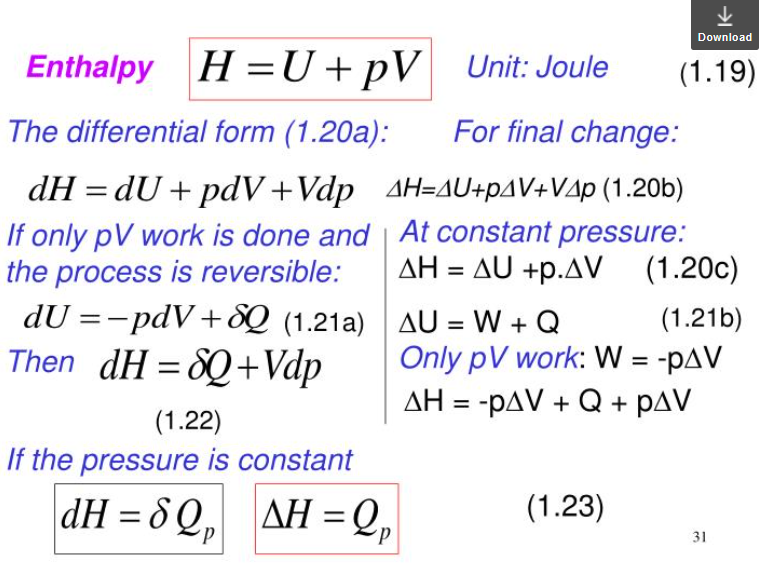 Download
Enthalpy H = U + pV Unit: Joule (1.19)
The differential form (1.20a): For final change:
dH = dU + pdV + Vdp ΔH=ΔU+pΔV+VΔp (1.20b)
If only pV work is done and
the process is reversible:
dU = −pdV + δQ (1.21a)
Then dH = δQ + Vdp
(1.22)
At constant pressure:
ΔH = ΔU +p.ΔV (1.20c)
ΔU = W + Q (1.21b)
Only pV work: W = -pΔV
ΔH = -pΔV + Q + pΔV
If the pressure is constant
dH = δQₚ ΔH = Qₚ (1.23)
31